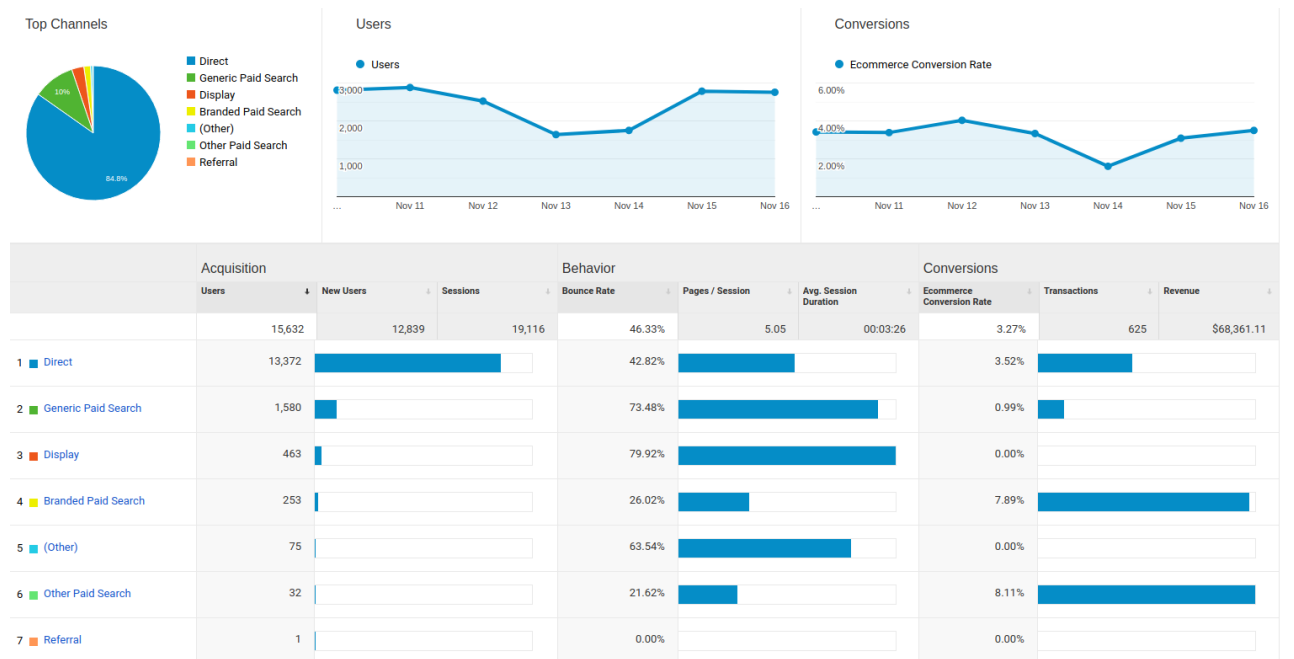 Top Channels
Direct
Generic Paid Search
Display
Branded Paid Search
(Other)
Other Paid Search
Referral
10%
84.8%
Users
Users
3,000
2,000
1,000
... Nov 11 Nov 12 Nov 13 Nov 14 Nov 15 Nov 16
Conversions
Ecommerce Conversion Rate
6.00%
4.00%
2.00%
... Nov 11 Nov 12 Nov 13 Nov 14 Nov 15 Nov 16
Acquisition Behavior Conversions
Users New Users Sessions Bounce Rate Pages / Session Avg. Session Ecommerce Transactions Revenue
Duration Conversion Rate
15,632 12,839 19,116 46.33% 5.05 00:03:26 3.27% 625 $68,361.11
1 Direct 13,372 42.82% 3.52%
2 Generic Paid Search 1,580 73.48% 0.99%
3 Display 463 79.92% 0.00%
4 Branded Paid Search 253 26.02% 7.89%
5 (Other) 75 63.54% 0.00%
6 Other Paid Search 32 21.62% 8.11%
7 Referral 1 0.00% 0.00%